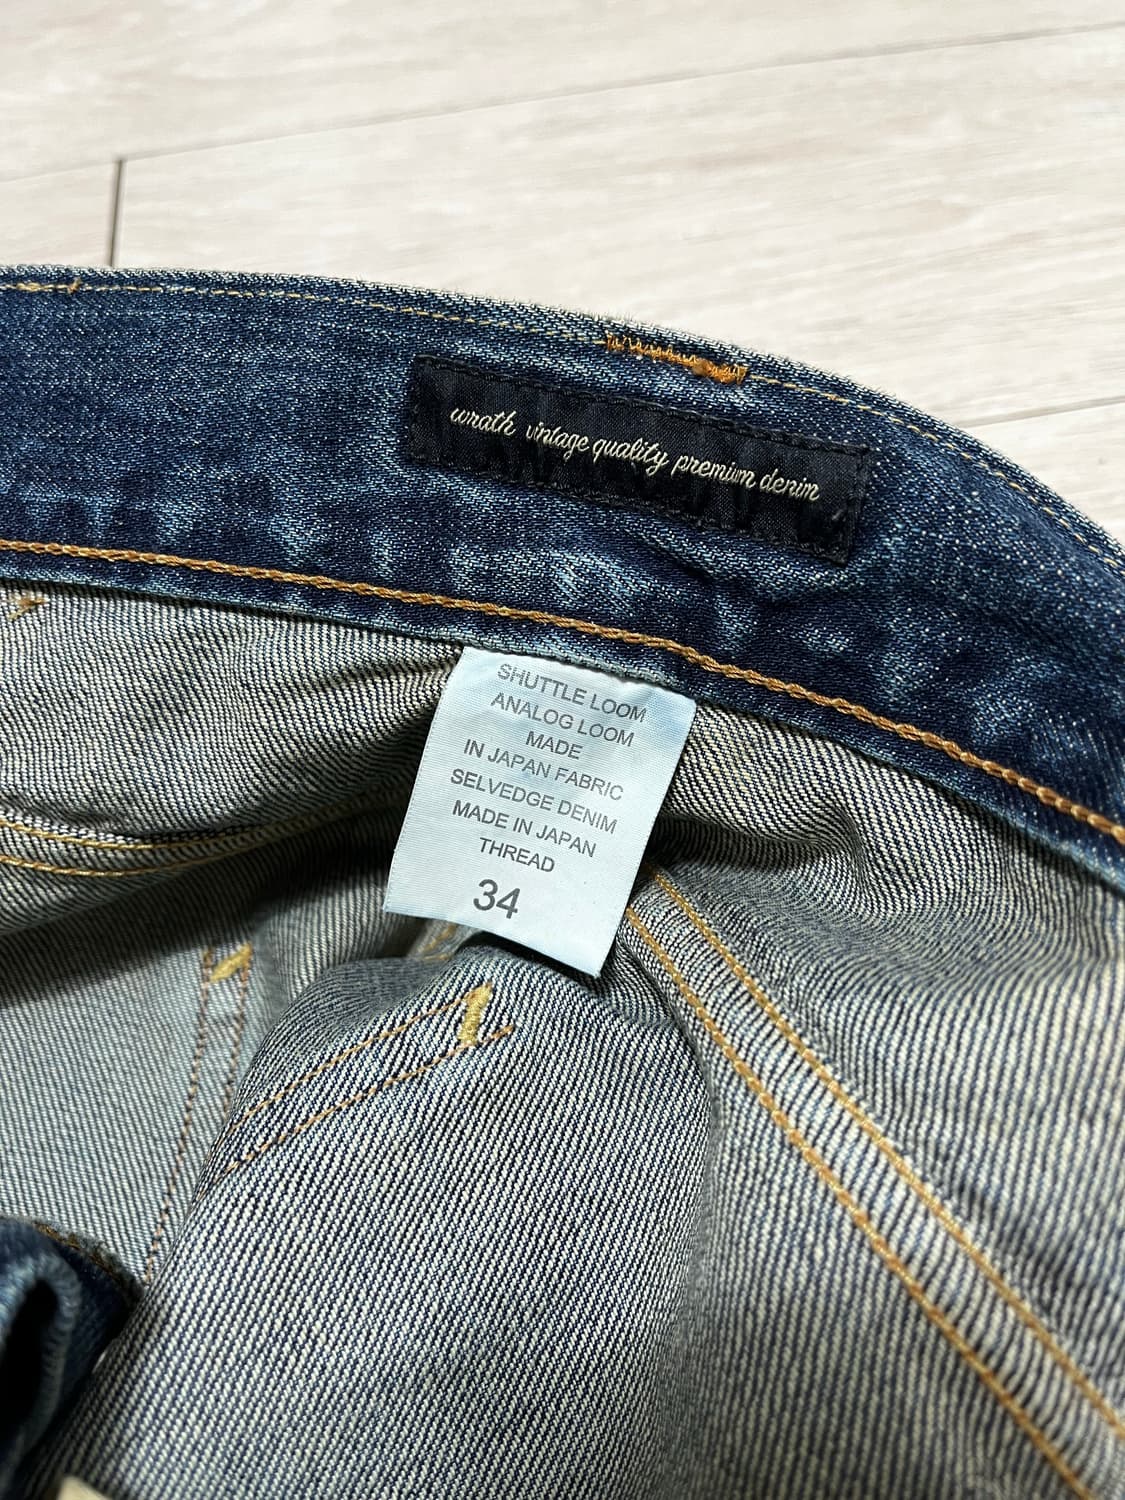 wrath vintage quality premium denim
SHUTTLE LOOM
ANALOG LOOM
MADE
IN JAPAN FABRIC
SELVEDGE DENIM
MADE IN JAPAN
THREAD
34